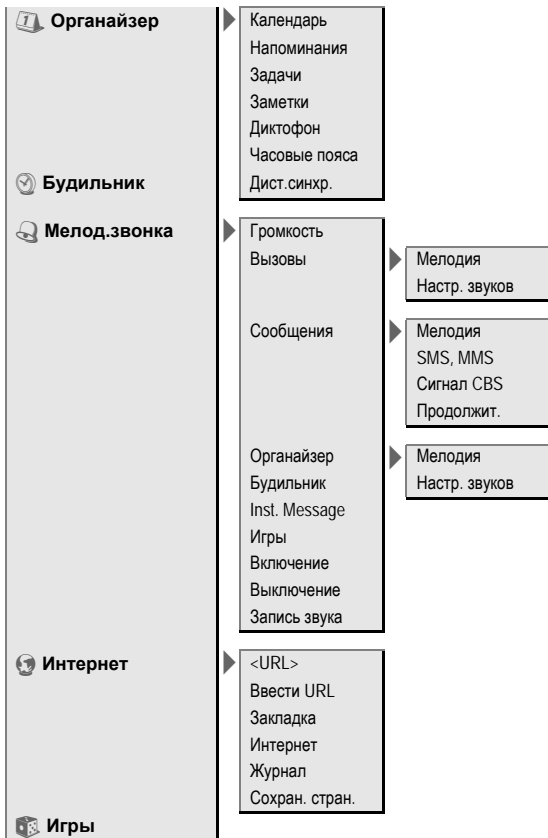 Органайзер
Календарь
Напоминания
Задачи
Заметки
Диктофон
Часовые пояса
Будильник
Дист.синхр.
Мелод.звонка
Громкость
Вызовы
Мелодия
Настр. звуков
Сообщения
Мелодия
SMS, MMS
Сигнал CBS
Продолжит.
Органайзер
Мелодия
Будильник
Настр. звуков
Inst. Message
Игры
Включение
Выключение
Запись звука
Интернет
<URL>
Ввести URL
Закладка
Интернет
Журнал
Сохран. стран.
Игры